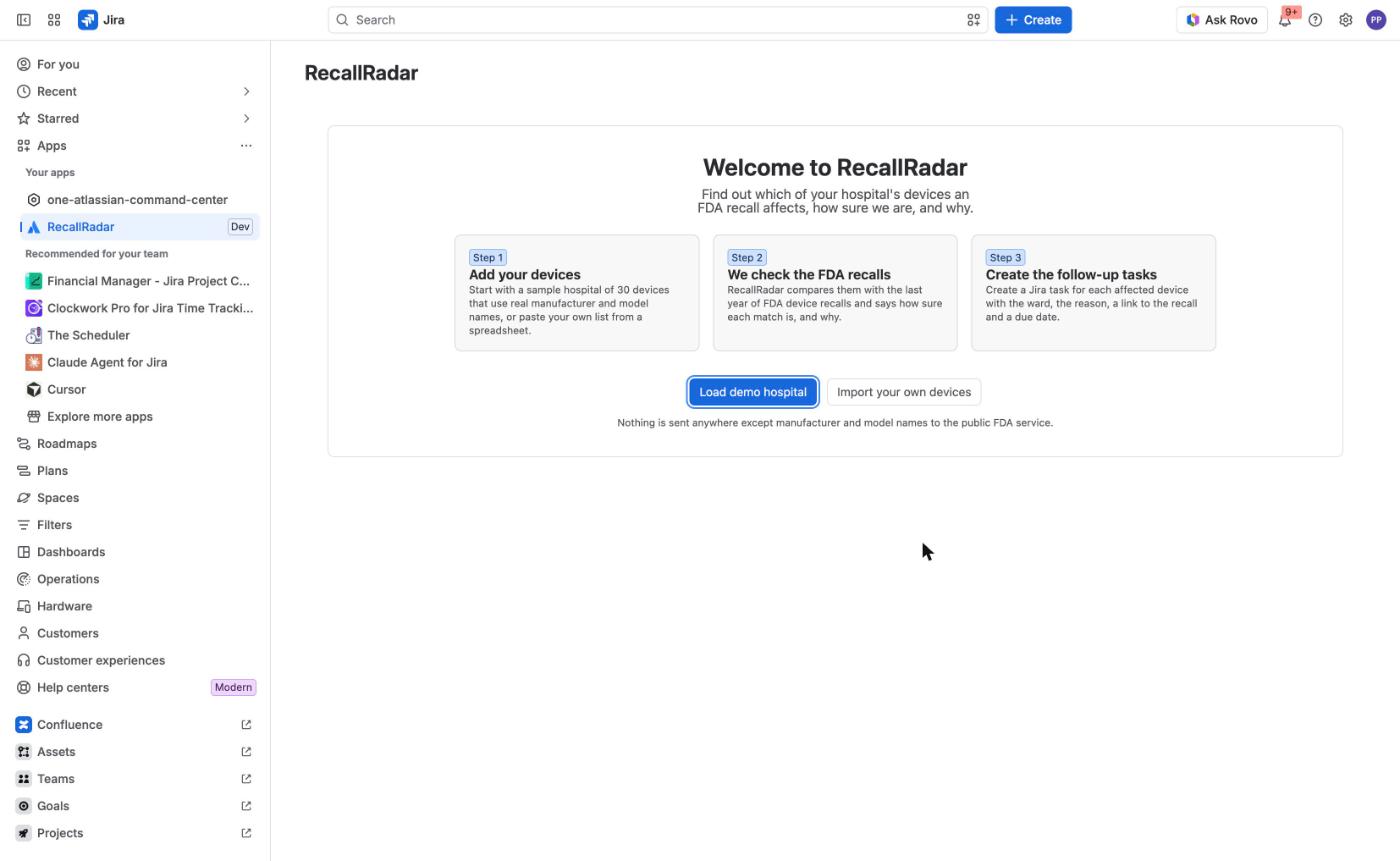 Jira
Search
Create
Ask Rovo
9+
PP
For you
Recent
Starred
Apps
Your apps
one-atlassian-command-center
RecallRadar
Dev
Recommended for your team
Financial Manager - Jira Project C...
Clockwork Pro for Jira Time Tracki...
The Scheduler
Claude Agent for Jira
Cursor
Explore more apps
Roadmaps
Plans
Spaces
Filters
Dashboards
Operations
Hardware
Customers
Customer experiences
Help centers
Modern
Confluence
Assets
Teams
Goals
Projects
RecallRadar
Welcome to RecallRadar
Find out which of your hospital's devices an
FDA recall affects, how sure we are, and why.
Step 1
Add your devices
Start with a sample hospital of 30 devices
that use real manufacturer and model
names, or paste your own list from a
spreadsheet.
Step 2
We check the FDA recalls
RecallRadar compares them with the last
year of FDA device recalls and says how sure
each match is, and why.
Step 3
Create the follow-up tasks
Create a Jira task for each affected device
with the ward, the reason, a link to the recall
and a due date.
Load demo hospital
Import your own devices
Nothing is sent anywhere except manufacturer and model names to the public FDA service.